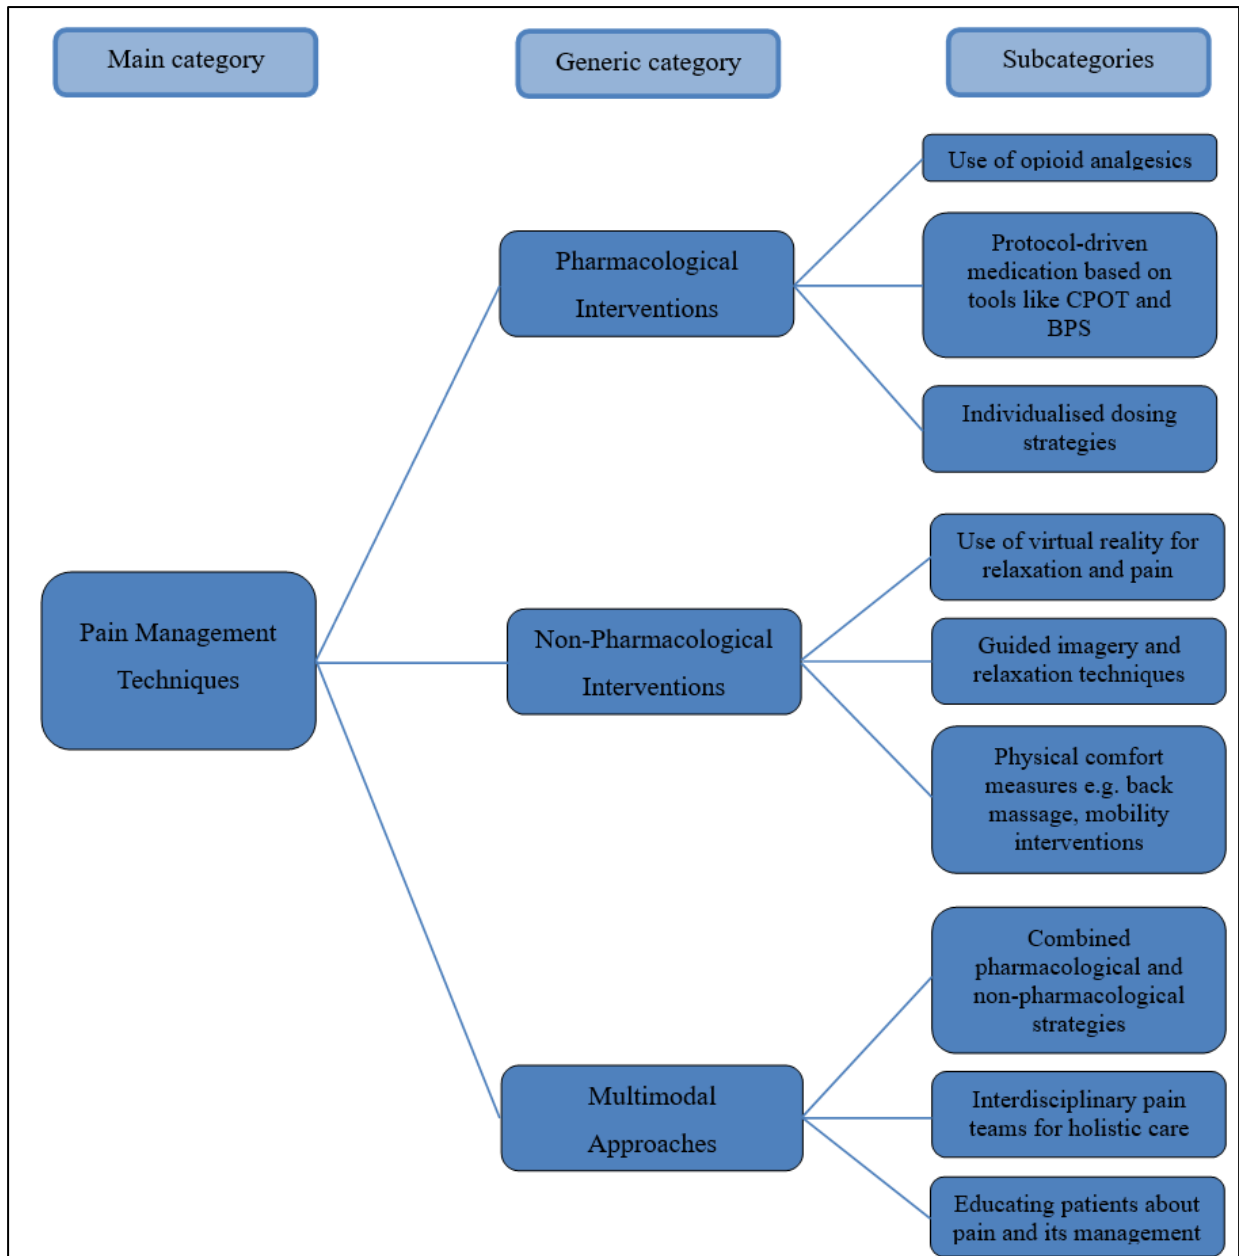 Main category
Generic category
Subcategories
Use of opioid analgesics
Pharmacological
Interventions
Protocol-driven
medication based on
tools like CPOT and
BPS
Individualised dosing
strategies
Pain Management
Techniques
Non-Pharmacological
Interventions
Use of virtual reality for
relaxation and pain
Guided imagery and
relaxation techniques
Physical comfort
measures e.g. back
massage, mobility
interventions
Multimodal
Approaches
Combined
pharmacological and
non-pharmacological
strategies
Interdisciplinary pain
teams for holistic care
Educating patients about
pain and its management